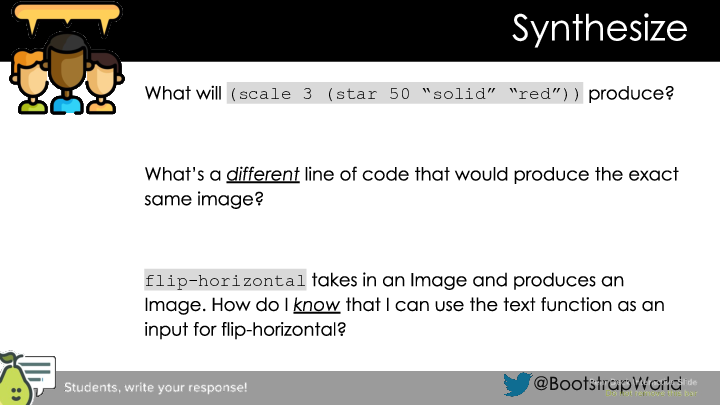 Synthesize
What will (scale 3 (star 50 “solid” “red”)) produce?
What’s a different line of code that would produce the exact
same image?
flip-horizontal takes in an Image and produces an
Image. How do I know that I can use the text function as an
input for flip-horizontal?
Students, write your response!
@BootstrapWorld